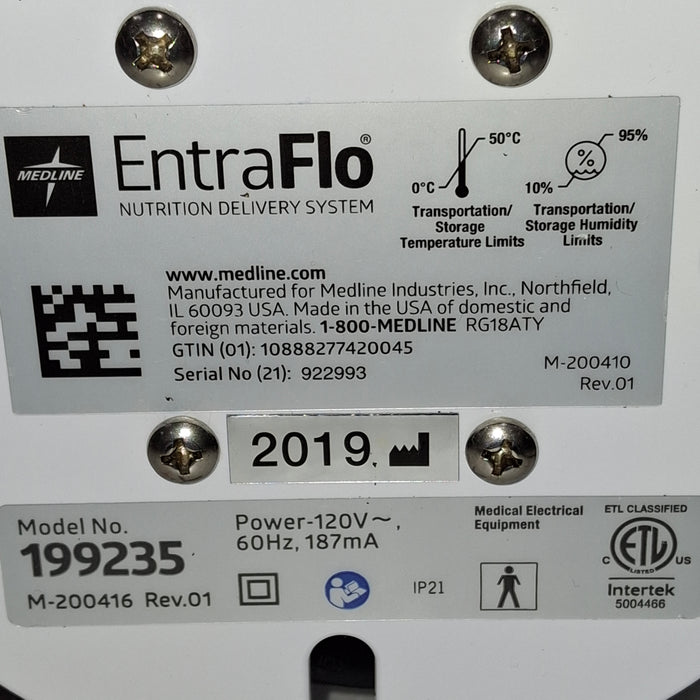 MEDLINE
EntraFlo®
NUTRITION DELIVERY SYSTEM
50°C
0°C
Transportation/
Storage
Temperature Limits
95%
%
10%
Transportation/
Storage Humidity
Limits
www.medline.com
Manufactured for Medline Industries, Inc., Northfield,
IL 60093 USA. Made in the USA of domestic and
foreign materials. 1-800-MEDLINE RG18ATY
GTIN (01): 10888277420045
Serial No (21): 922993
M-200410
Rev.01
2019
Model No.
199235
M-200416 Rev.01
Power-120V~,
60Hz, 187mA
IP21
Medical Electrical
Equipment
ETL CLASSIFIED
C ETL US
LISTED
Intertek
5004466